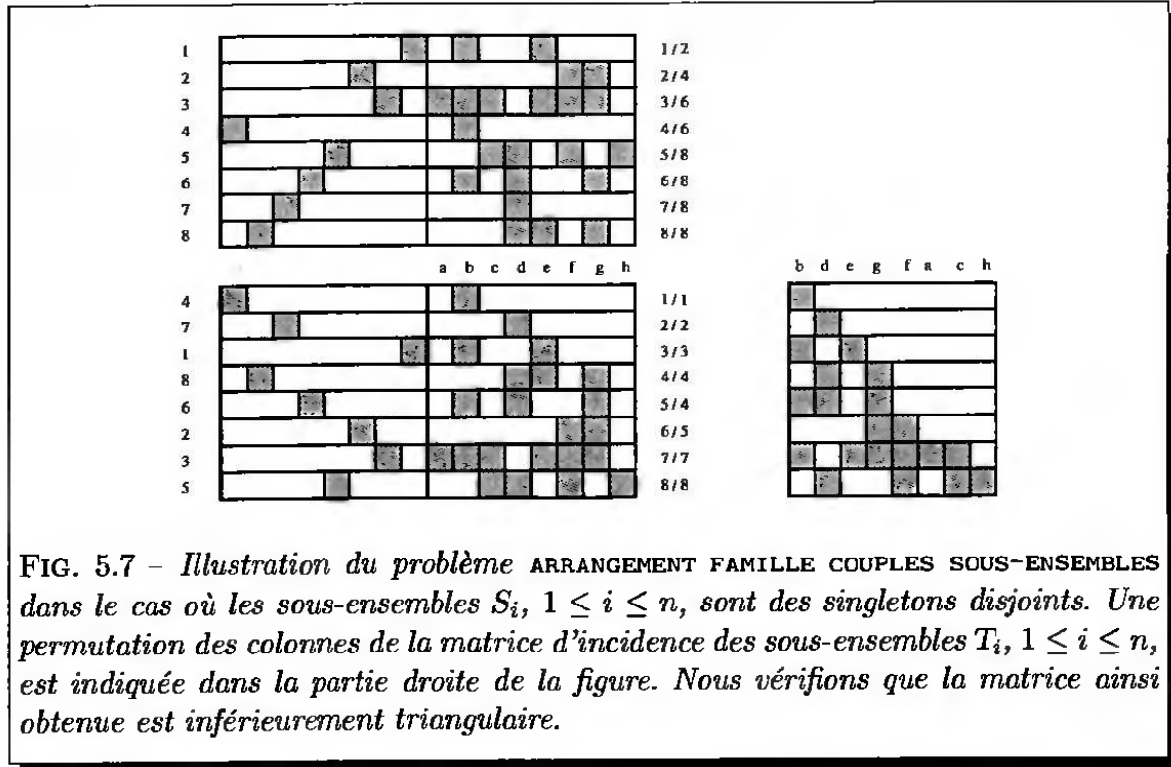 1 1/2
2 2/4
3 3/6
4 4/6
5 5/8
6 6/8
7 7/8
8 8/8
a b c d e f g h
b d e g f a c h
4 1/1
7 2/2
1 3/3
8 4/4
6 5/4
2 6/5
3 7/7
5 8/8
FIG. 5.7 – Illustration du problème ARRANGEMENT FAMILLE COUPLES SOUS-ENSEMBLES
dans le cas où les sous-ensembles Si, 1 ≤ i ≤ n, sont des singletons disjoints. Une
permutation des colonnes de la matrice d'incidence des sous-ensembles Ti, 1 ≤ i ≤ n,
est indiquée dans la partie droite de la figure. Nous vérifions que la matrice ainsi
obtenue est inférieurement triangulaire.